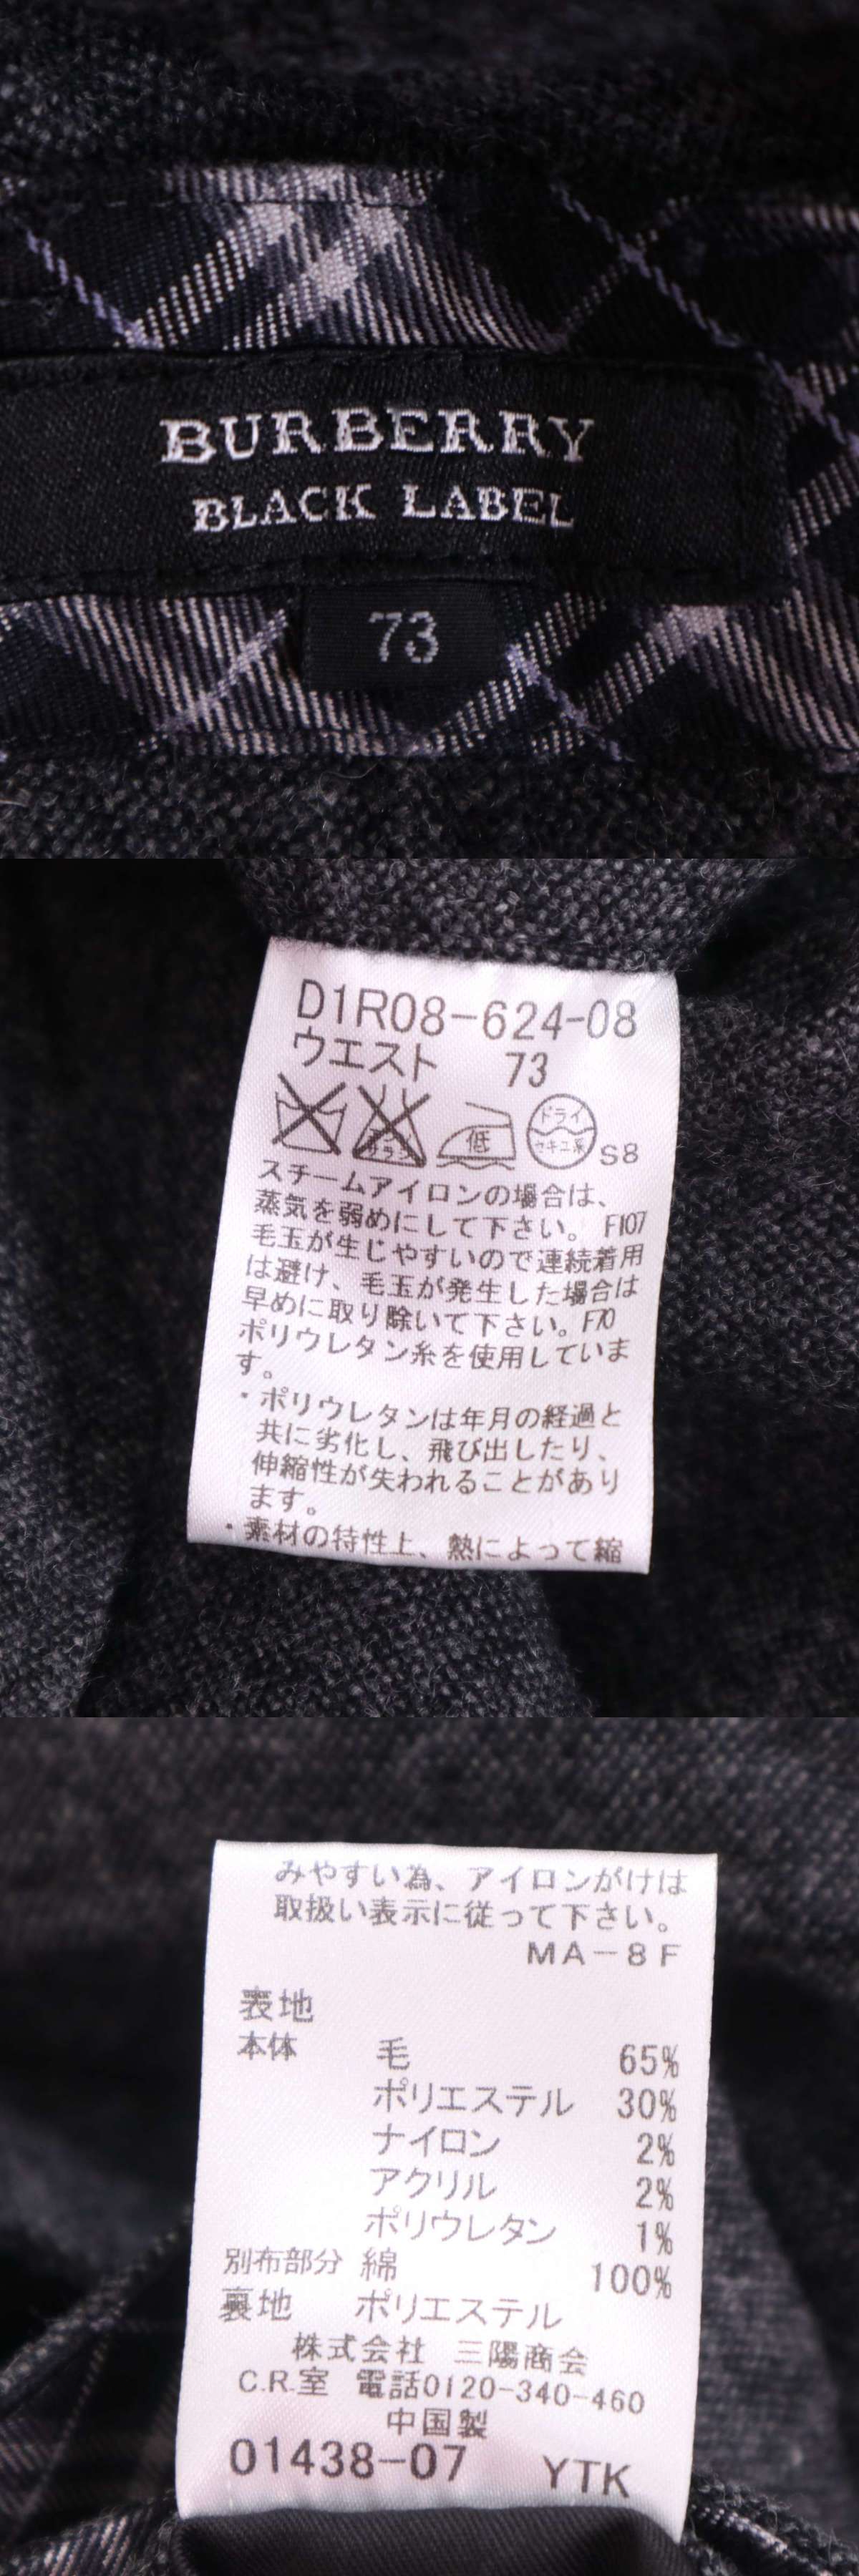 BURBERRY
BLACK LABEL
73
D1R08-624-08
ウエスト 73
エンソ
サラシ
低
ドライ
セキユ系
S8
スチームアイロンの場合は、
蒸気を弱めにして下さい。 F107
毛玉が生じやすいので連続着用
は避け、毛玉が発生した場合は
早めに取り除いて下さい。F70
ポリウレタン糸を使用していま
す。
・ポリウレタンは年月の経過と
共に劣化し、飛び出したり、
伸縮性が失われることがあり
ます。
・素材の特性上、熱によって縮
みやすい為、アイロンがけは
取扱い表示に従って下さい。
MA-8F
表地
本体 毛 65%
ポリエステル 30%
ナイロン 2%
アクリル 2%
ポリウレタン 1%
別布部分 綿 100%
裏地 ポリエステル
株式会社 三陽商会
C.R.室 電話0120-340-460
中国製
01438-07 YTK